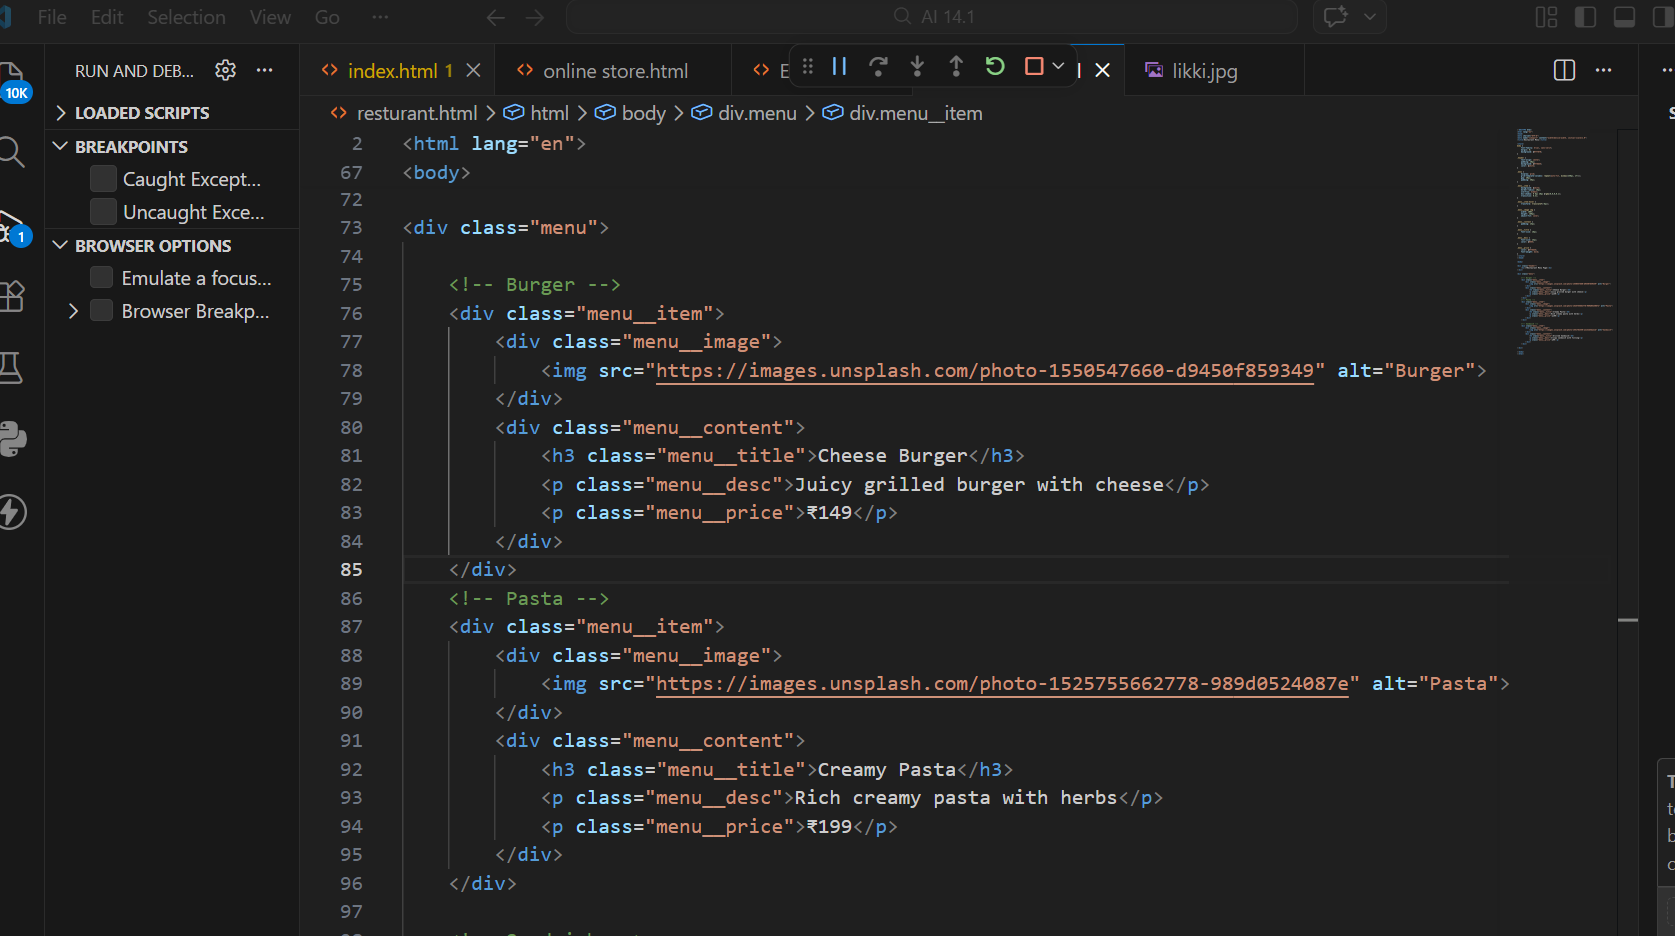 File Edit Selection View Go ··· AI 14.1
10K
1
RUN AND DEB... ···
LOADED SCRIPTS
BREAKPOINTS
Caught Except...
Uncaught Exce...
BROWSER OPTIONS
Emulate a focus...
Browser Breakp...
index.html 1 online store.html likki.jpg
resturant.html > html > body > div.menu > div.menu__item
2 <html lang="en">
67 <body>
72
73 <div class="menu">
74
75 <!-- Burger -->
76 <div class="menu__item">
77 <div class="menu__image">
78 <img src="https://images.unsplash.com/photo-1550547660-d9450f859349" alt="Burger">
79 </div>
80 <div class="menu__content">
81 <h3 class="menu__title">Cheese Burger</h3>
82 <p class="menu__desc">Juicy grilled burger with cheese</p>
83 <p class="menu__price">₹149</p>
84 </div>
85 </div>
86 <!-- Pasta -->
87 <div class="menu__item">
88 <div class="menu__image">
89 <img src="https://images.unsplash.com/photo-1525755662778-989d0524087e" alt="Pasta">
90 </div>
91 <div class="menu__content">
92 <h3 class="menu__title">Creamy Pasta</h3>
93 <p class="menu__desc">Rich creamy pasta with herbs</p>
94 <p class="menu__price">₹199</p>
95 </div>
96 </div>
97